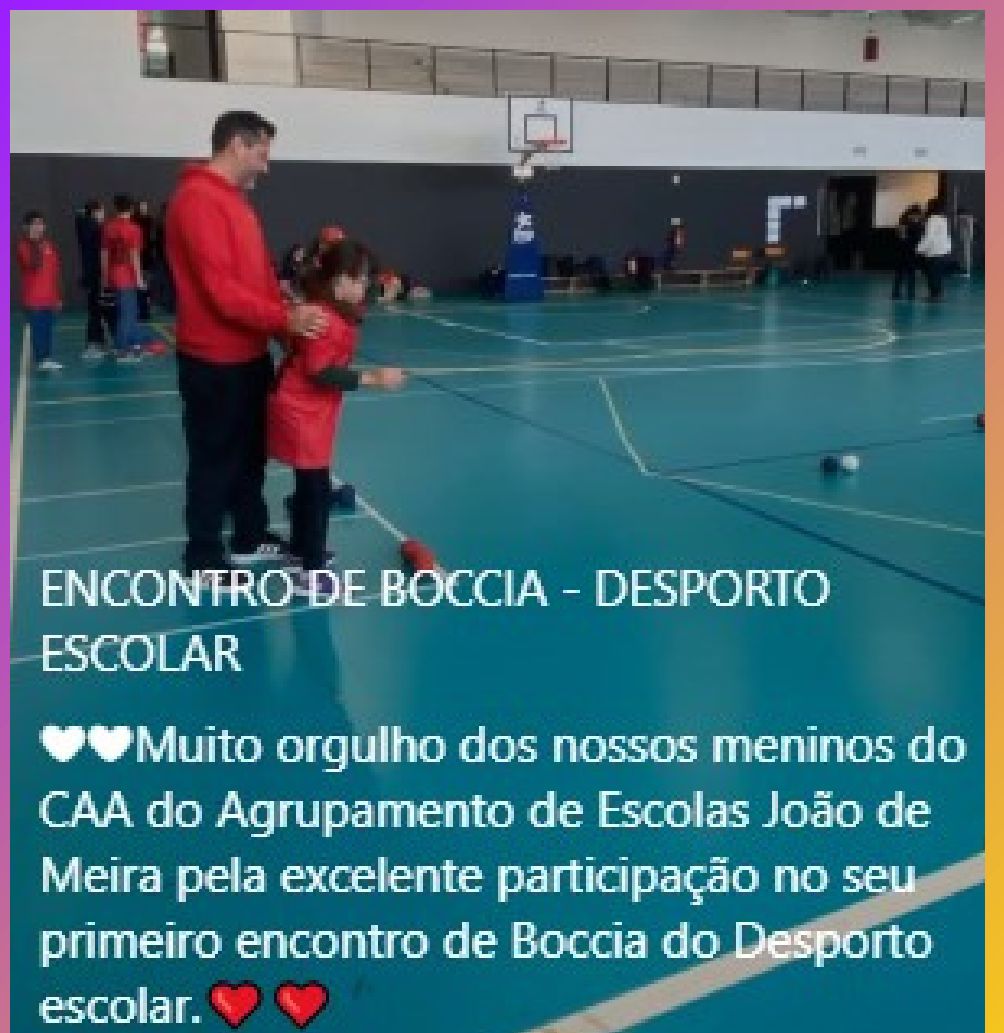 ENCONTRO DE BOCCIA - DESPORTO
ESCOLAR
🤍🤍Muito orgulho dos nossos meninos do
CAA do Agrupamento de Escolas João de
Meira pela excelente participação no seu
primeiro encontro de Boccia do Desporto
escolar.❤️ ❤️